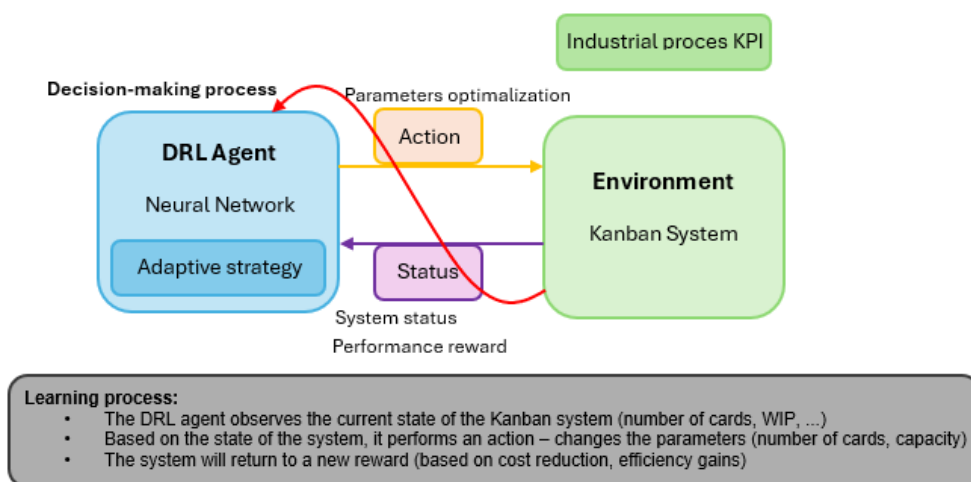 Industrial proces KPI
Decision-making process
Parameters optimalization
Action
DRL Agent
Neural Network
Adaptive strategy
Environment
Kanban System
Status
System status
Performance reward
Learning process:
• The DRL agent observes the current state of the Kanban system (number of cards, WIP, ...)
• Based on the state of the system, it performs an action – changes the parameters (number of cards, capacity)
• The system will return to a new reward (based on cost reduction, efficiency gains)